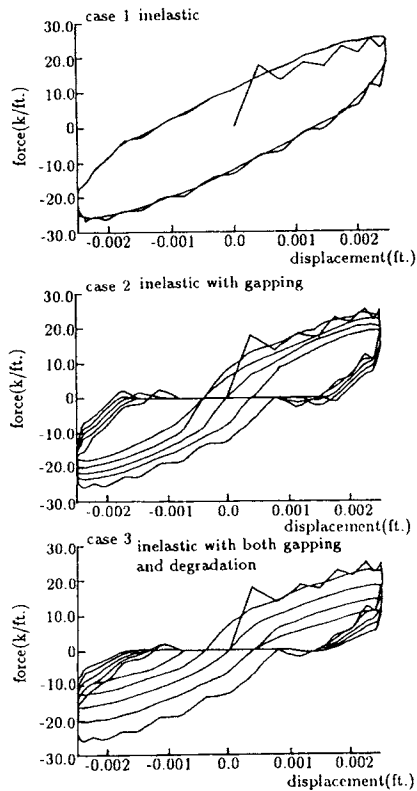 case 1 inelastic
30.0
20.0
10.0
0
-10.0
-20.0
-30.0
force(k/ft.)
-0.002 -0.001 0.0 0.001 0.002
displacement(ft.)
case 2 inelastic with gapping
30.0
20.0
10.0
0
-10.0
-20.0
-30.0
force(k/ft.)
-0.002 -0.001 0.0 0.001 0.002
displacement(ft.)
case 3 inelastic with both gapping
and degradation
30.0
20.0
10.0
0
-10.0
-20.0
-30.0
force(k/ft.)
-0.002 -0.001 0.0 0.001 0.002
displacement(ft.)